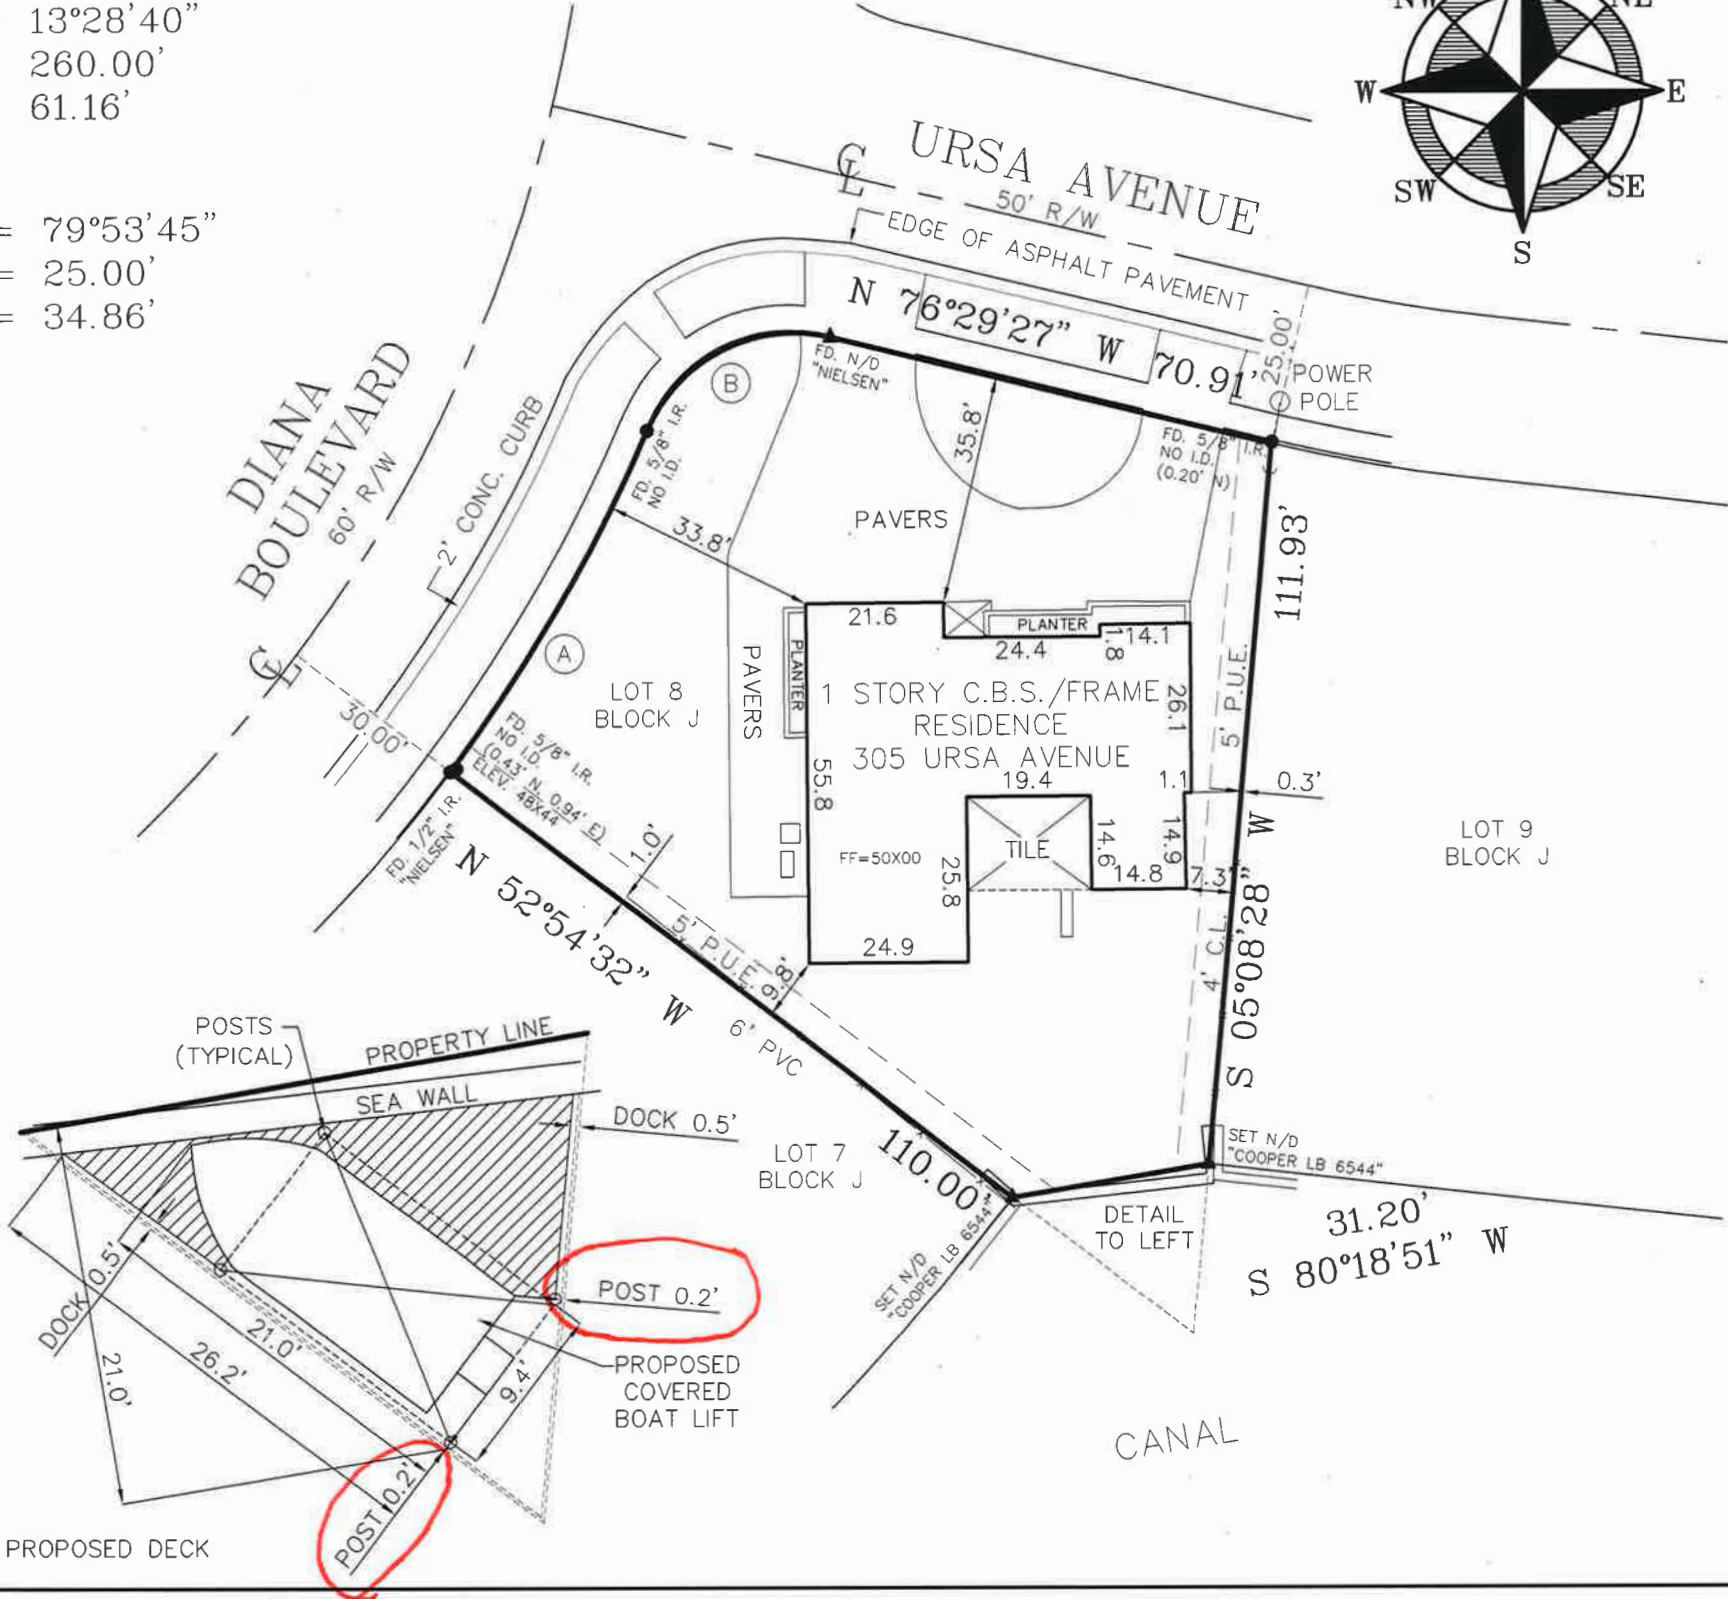 13°28'40"
260.00'
61.16'
= 79°53'45"
= 25.00'
= 34.86'
W
E
SW
SE
S
URSA AVENUE
50' R/W
EDGE OF ASPHALT PAVEMENT
N 76°29'27" W 70.91'
25.00'
POWER
POLE
FD. N/D
"NIELSEN"
B
FD. 5/8" I.R.
NO I.D.
FD. 5/8" I.R.
NO I.D.
(0.20' N)
DIANA
BOULEVARD
60' R/W
2' CONC. CURB
35.8'
33.8'
PAVERS
111.93'
21.6
PLANTER
24.4
1.8
14.1
A
PAVERS
PLANTER
LOT 8
BLOCK J
1 STORY C.B.S./FRAME
RESIDENCE
305 URSA AVENUE
26.1
5' P.U.E.
30.00'
FD. 5/8" I.R.
NO I.D.
(0.43' N, 0.94' E)
ELEV. 48X44
FD. 1/2" I.R.
"NIELSEN"
55.8
19.4
1.1
0.3'
TILE
14.6'
14.9
14.8
7.3'
FF=50X00
25.8
24.9
LOT 9
BLOCK J
1.0'
N 52°54'32" W
110.00'
5' P.U.E.
9.8'
6' PVC
4' C.L.
S 05°08'28" W
POSTS
(TYPICAL)
PROPERTY LINE
SEA WALL
DOCK 0.5'
LOT 7
BLOCK J
SET N/D
"COOPER LB 6544"
SET N/D
"COOPER LB 6544"
DETAIL
TO LEFT
31.20'
S 80°18'51" W
POST 0.2'
DOCK 0.5'
21.0'
26.2'
21.0'
9.4'
PROPOSED
COVERED
BOAT LIFT
CANAL
POST 0.2'
PROPOSED DECK